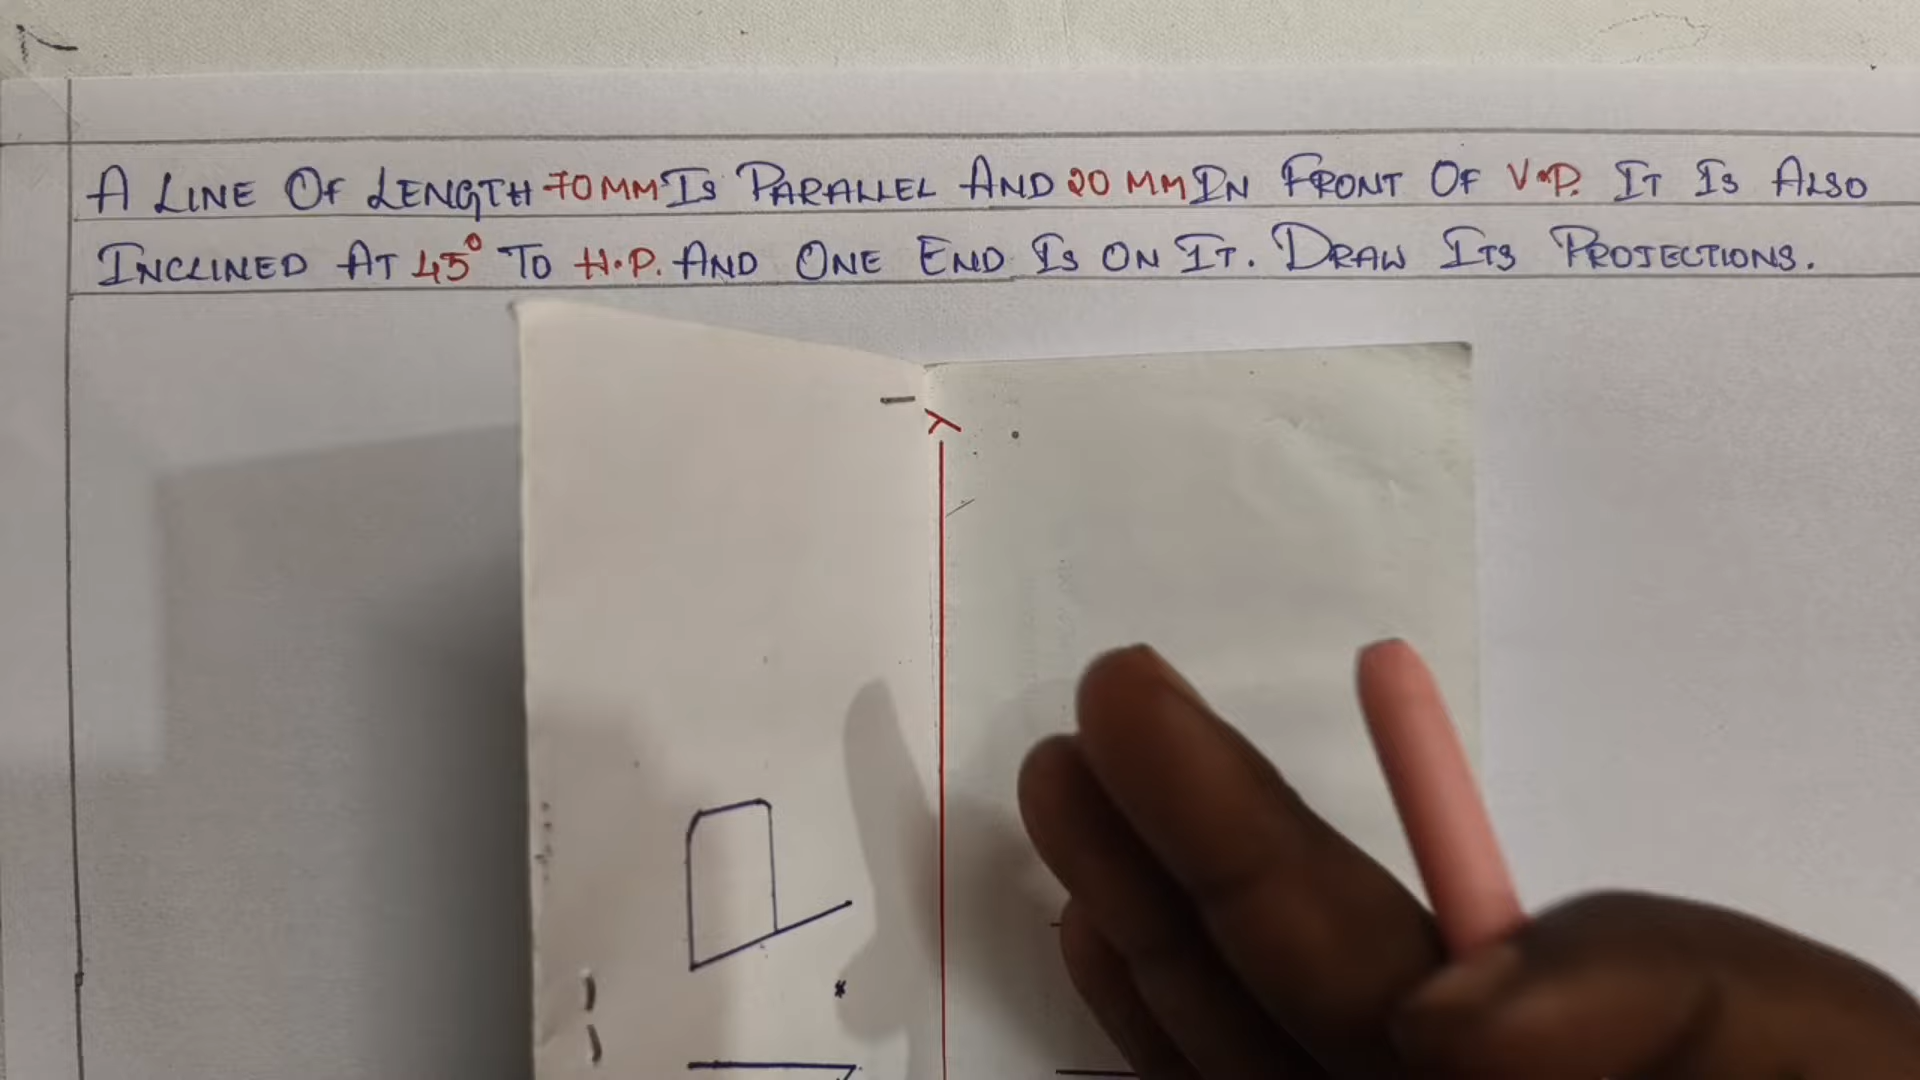 A LINE OF LENGTH 70MM IS PARALLEL AND 20 MM IN FRONT OF V.P. IT IS ALSO
INCLINED AT 45° TO H.P. AND ONE END IS ON IT. DRAW ITS PROJECTIONS.
Y